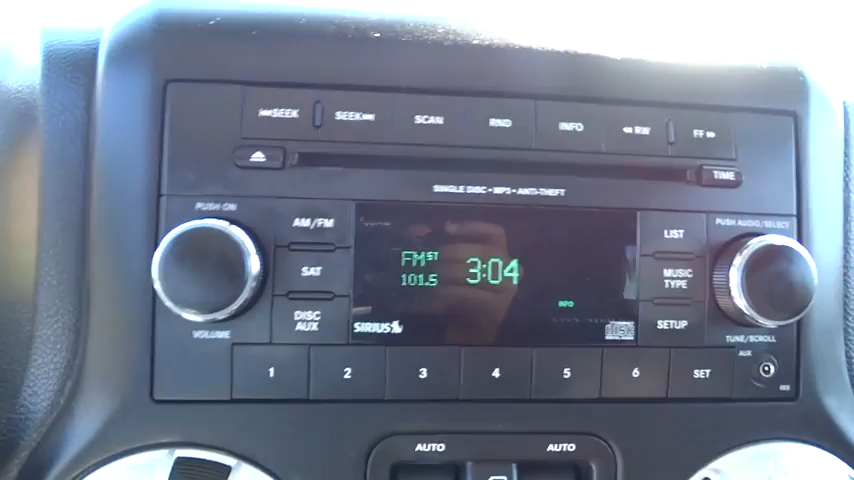 SEEK SEEK SCAN RND INFO RW FF
TIME
SINGLE DISC • MP3 • ANTI-THEFT
PUSH ON AM/FM LIST PUSH AUDIO/SELECT
FM ST
101.5 3:04
SAT MUSIC TYPE
INFO
DISC AUX SIRIUS SETUP
VOLUME TUNE/SCROLL
1 2 3 4 5 6 SET AUX
AUTO AUTO